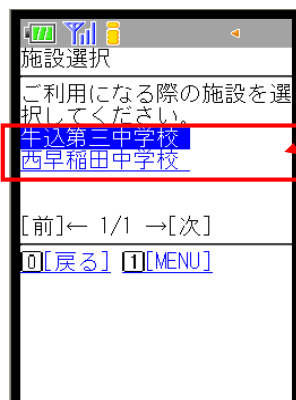 施設選択
ご利用になる際の施設を選
択してください。
牛込第三中学校
西早稲田中学校
[前]← 1/1 →[次]
0[戻る] 1[MENU]